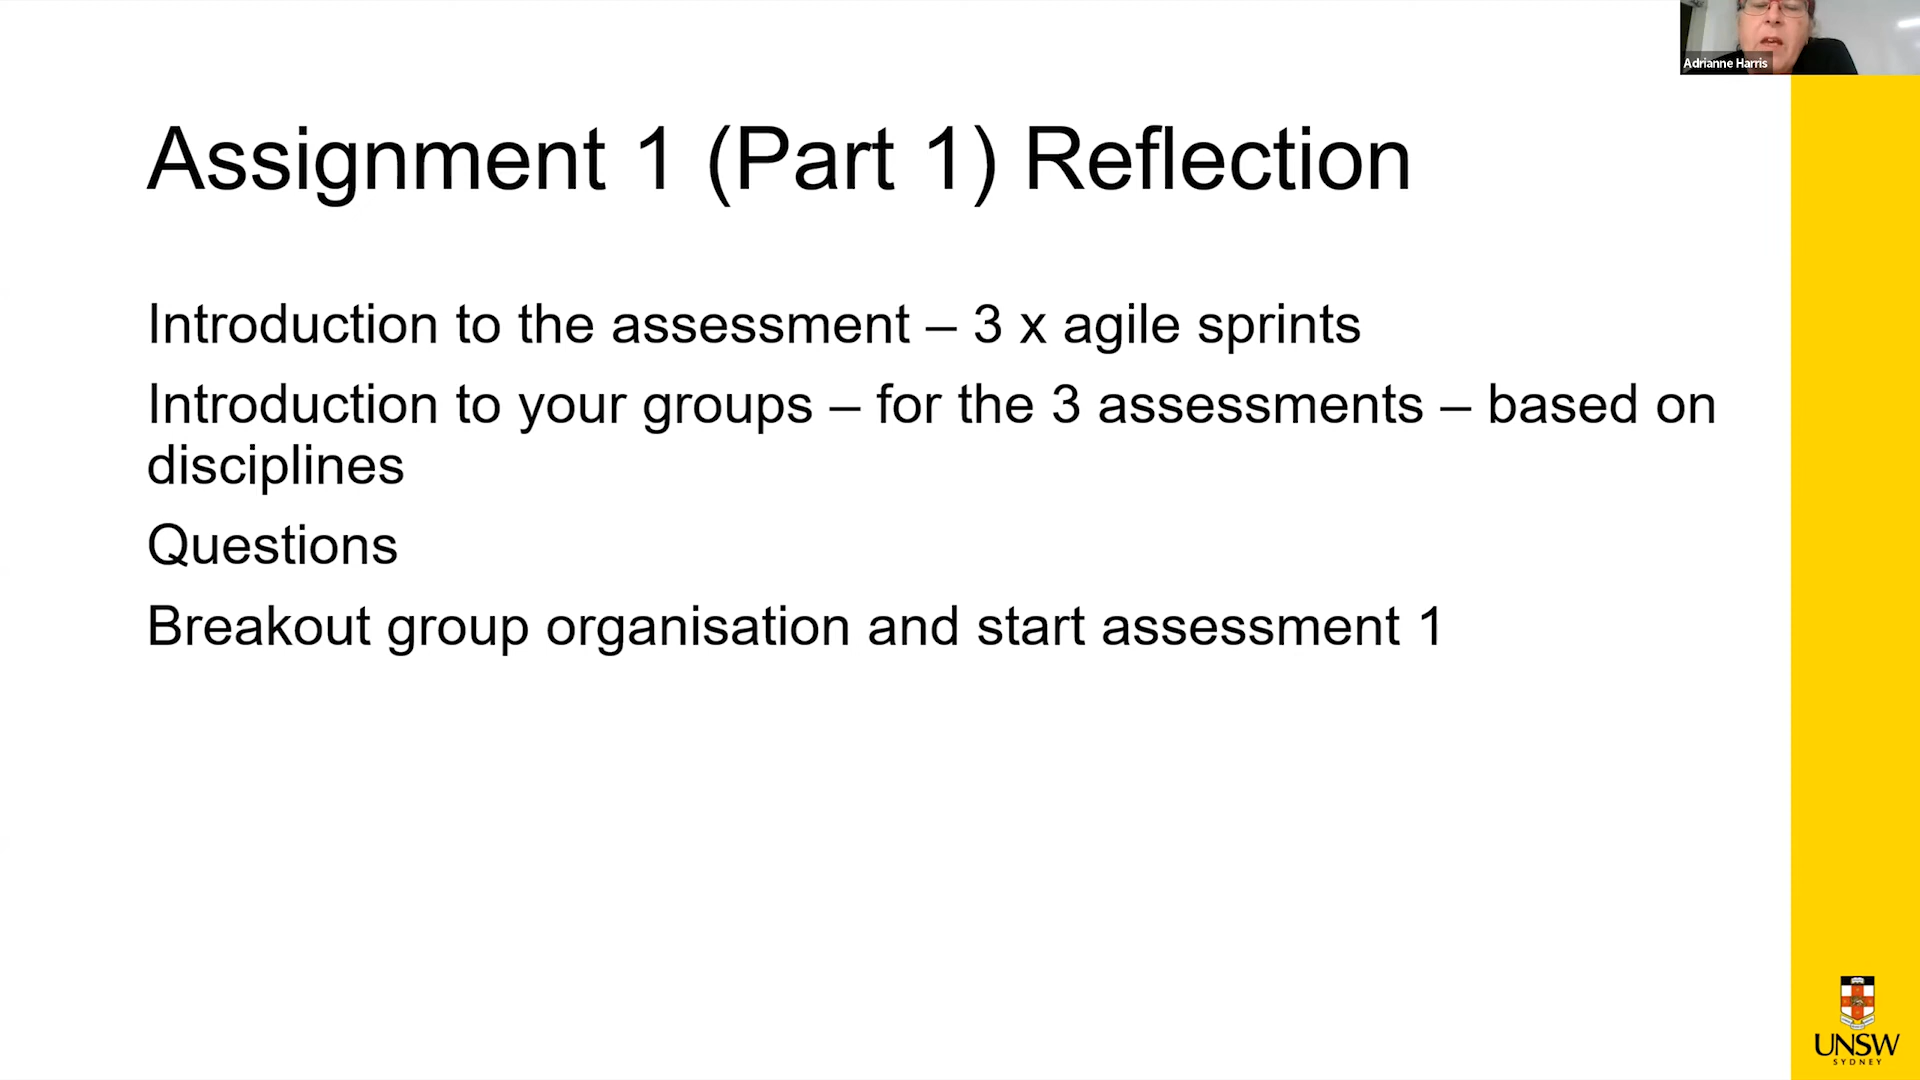 Adrianne Harris
Assignment 1 (Part 1) Reflection
Introduction to the assessment – 3 x agile sprints
Introduction to your groups – for the 3 assessments – based on
disciplines
Questions
Breakout group organisation and start assessment 1
UNSW
SYDNEY